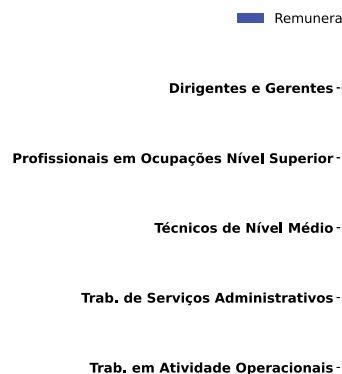 Remunera
Dirigentes e Gerentes
Profissionais em Ocupações Nível Superior
Técnicos de Nível Médio
Trab. de Serviços Administrativos
Trab. em Atividade Operacionais